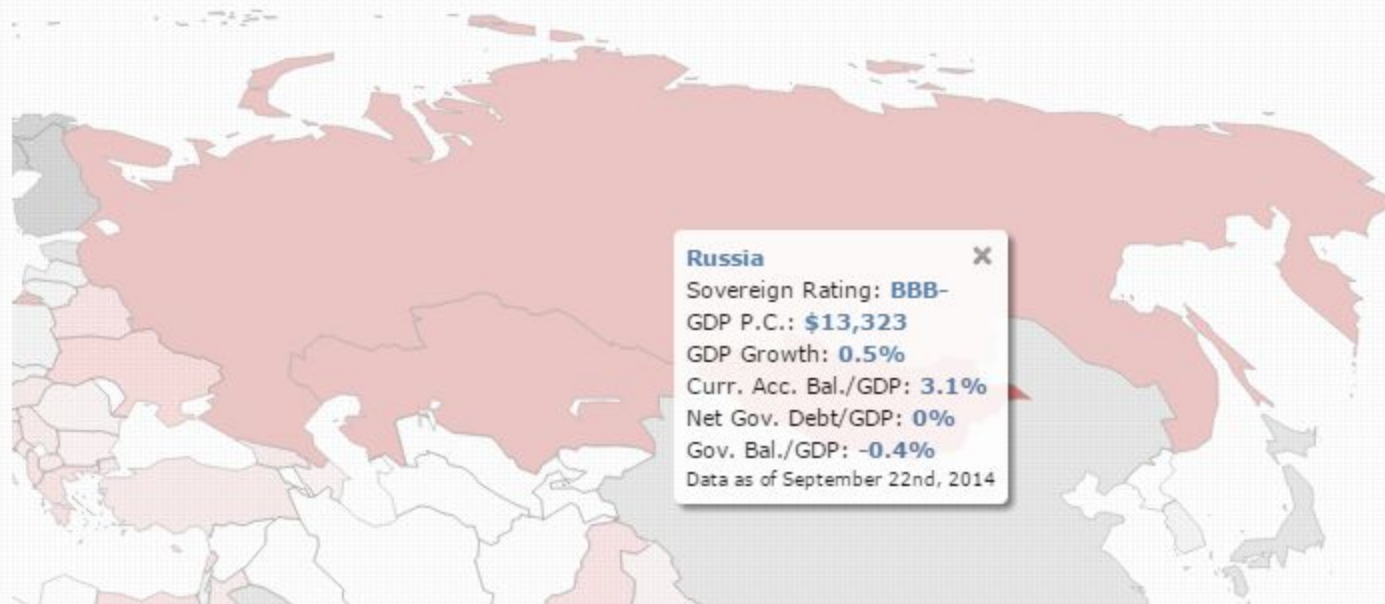 Russia
Sovereign Rating: BBB-
GDP P.C.: $13,323
GDP Growth: 0.5%
Curr. Acc. Bal./GDP: 3.1%
Net Gov. Debt/GDP: 0%
Gov. Bal./GDP: -0.4%
Data as of September 22nd, 2014